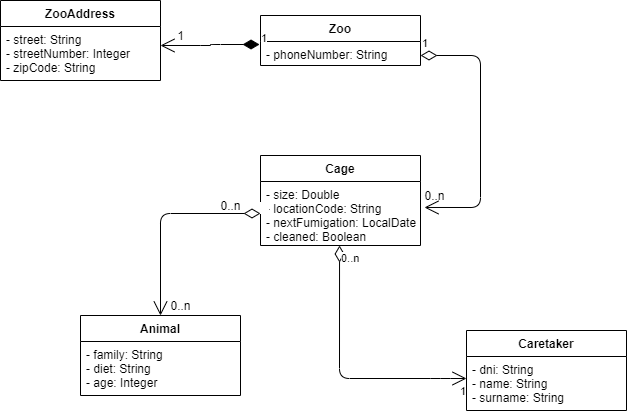 ZooAddress
- street: String
- streetNumber: Integer
- zipCode: String
1
1
Zoo
- phoneNumber: String
1
Cage
- size: Double
locationCode: String
- nextFumigation: LocalDate
- cleaned: Boolean
0..n
0..n
0..n
0..n
Animal
- family: String
- diet: String
- age: Integer
1
Caretaker
- dni: String
- name: String
- surname: String